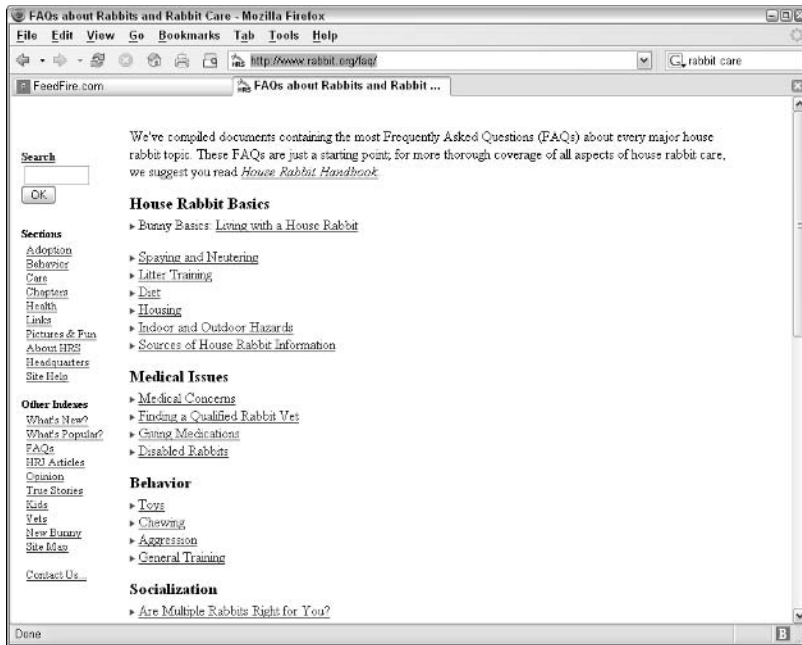 FAQs about Rabbits and Rabbit Care - Mozilla Firefox
File Edit View Go Bookmarks Tab Tools Help
http://www.rabbit.org/faq/
G rabbit care
FeedFire.com
FAQs about Rabbits and Rabbit ...
We've compiled documents containing the most Frequently Asked Questions (FAQs) about every major house
rabbit topic. These FAQs are just a starting point; for more thorough coverage of all aspects of house rabbit care,
we suggest you read House Rabbit Handbook.
Search
OK
Sections
Adoption
Behavior
Care
Chapters
Health
Links
Pictures & Fun
About HRS
Headquarters
Site Help
Other Indexes
What's New?
What's Popular?
FAQs
HRJ Articles
Opinion
True Stories
Kids
Vets
New Bunny
Site Map
Contact Us...
House Rabbit Basics
Bunny Basics: Living with a House Rabbit
Spaying and Neutering
Litter Training
Diet
Housing
Indoor and Outdoor Hazards
Sources of House Rabbit Information
Medical Issues
Medical Concerns
Finding a Qualified Rabbit Vet
Giving Medications
Disabled Rabbits
Behavior
Toys
Chewing
Aggression
General Training
Socialization
Are Multiple Rabbits Right for You?
Done
B